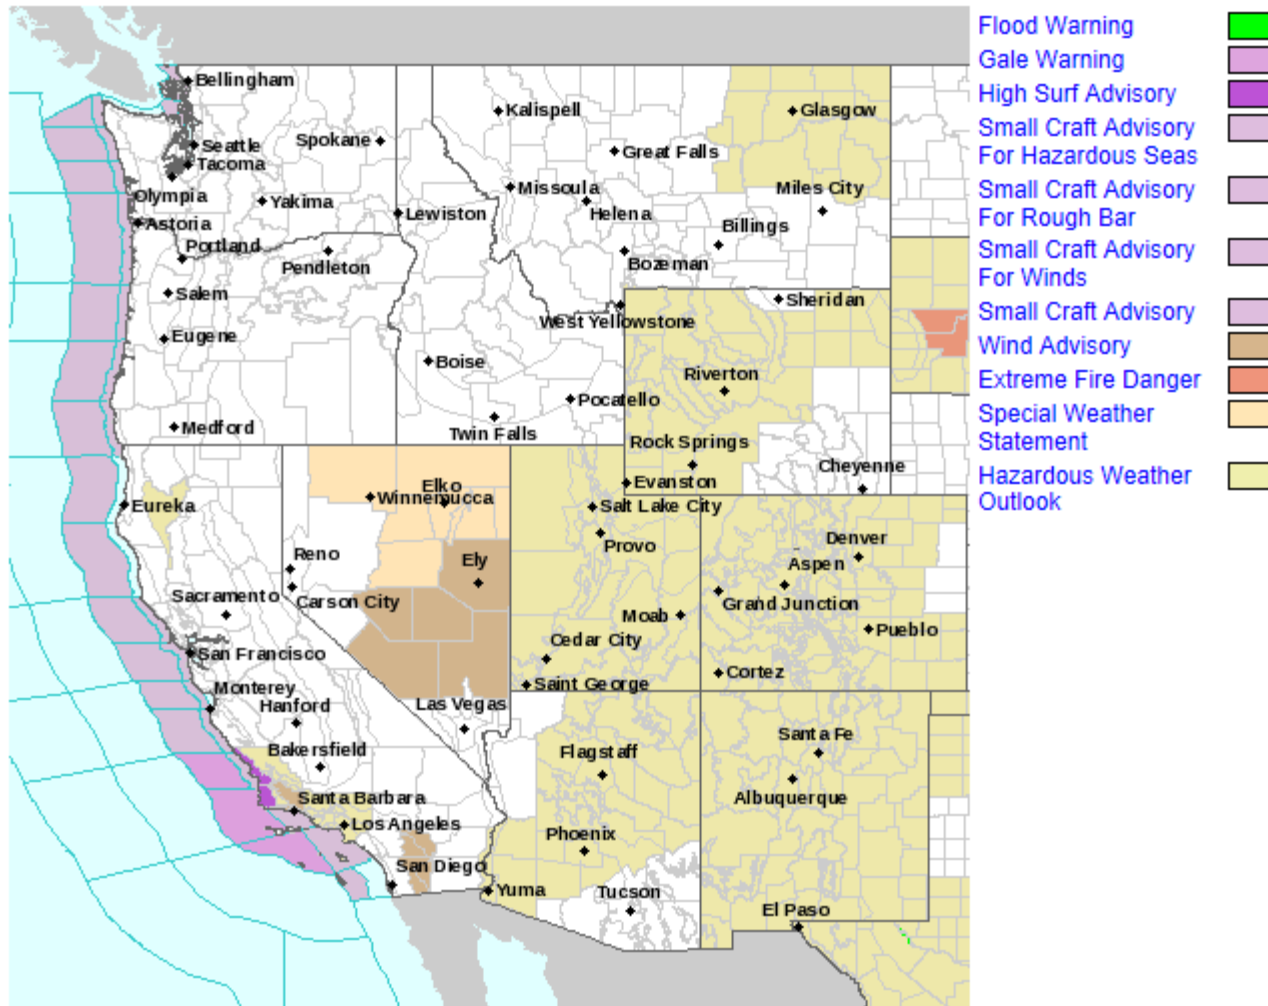 Bellingham
Seattle
Tacoma
Olympia
Spokane
Yakima
Astoria
Lewiston
Portland
Pendleton
Salem
Eugene
Medford
Kalispell
Great Falls
Glasgow
Missoula
Helena
Miles City
Billings
Bozeman
West Yellowstone
Sheridan
Boise
Pocatello
Twin Falls
Riverton
Rock Springs
Evanston
Cheyenne
Eureka
Elko
Winnemucca
Reno
Carson City
Ely
Sacramento
San Francisco
Monterey
Hanford
Bakersfield
Las Vegas
Santa Barbara
Los Angeles
San Diego
Salt Lake City
Provo
Moab
Cedar City
Saint George
Denver
Aspen
Grand Junction
Pueblo
Cortez
Flagstaff
Phoenix
Yuma
Tucson
Santa Fe
Albuquerque
El Paso
Flood Warning
Gale Warning
High Surf Advisory
Small Craft Advisory
For Hazardous Seas
Small Craft Advisory
For Rough Bar
Small Craft Advisory
For Winds
Small Craft Advisory
Wind Advisory
Extreme Fire Danger
Special Weather
Statement
Hazardous Weather
Outlook